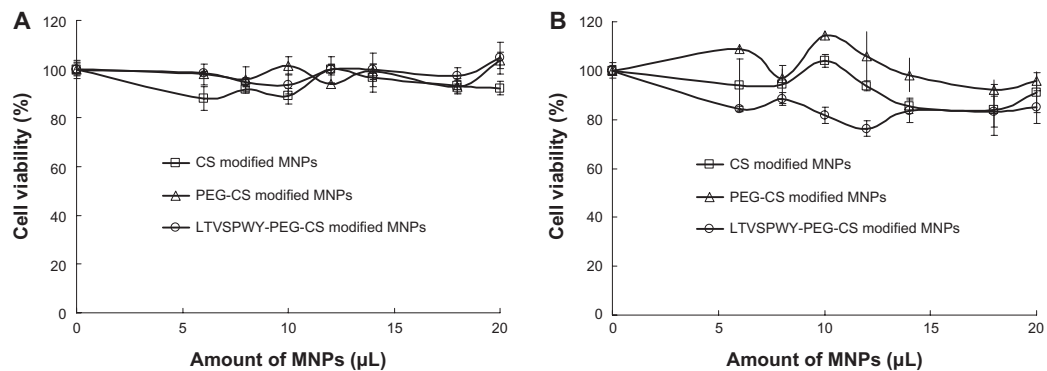 A
120
100
80
60
40
20
0
Cell viability (%)
CS modified MNPs
PEG-CS modified MNPs
LTVSPWY-PEG-CS modified MNPs
0 5 10 15 20
Amount of MNPs (µL)
B
120
100
80
60
40
20
0
Cell viability (%)
CS modified MNPs
PEG-CS modified MNPs
LTVSPWY-PEG-CS modified MNPs
0 5 10 15 20
Amount of MNPs (µL)